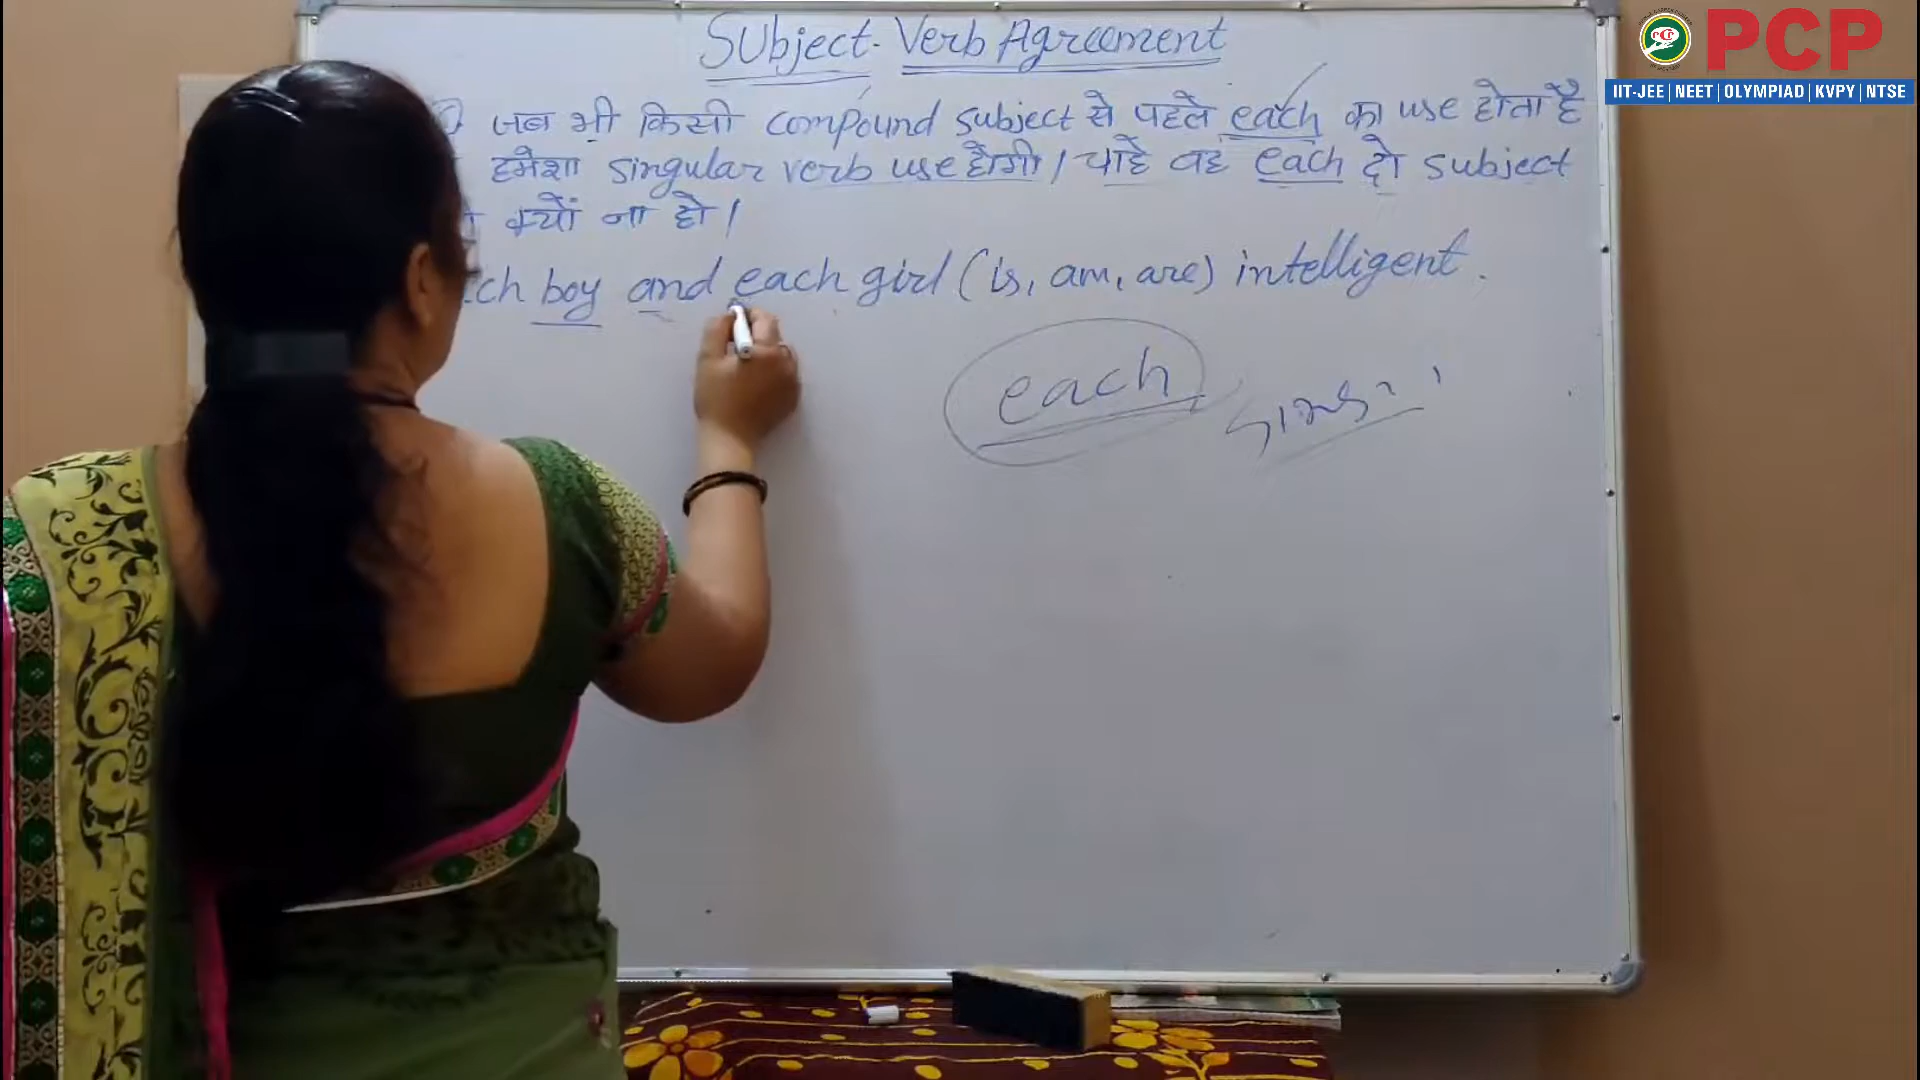 Subject-Verb Agreement
PCP
IIT-JEE | NEET | OLYMPIAD | KVPY | NTSE
जब भी किसी compound subject से पहले each का use होता है
हमेशा singular verb use होगी। चाहे वह each दो subject
क्यों ना हो।
boy and each girl (is, am, are) intelligent.
each